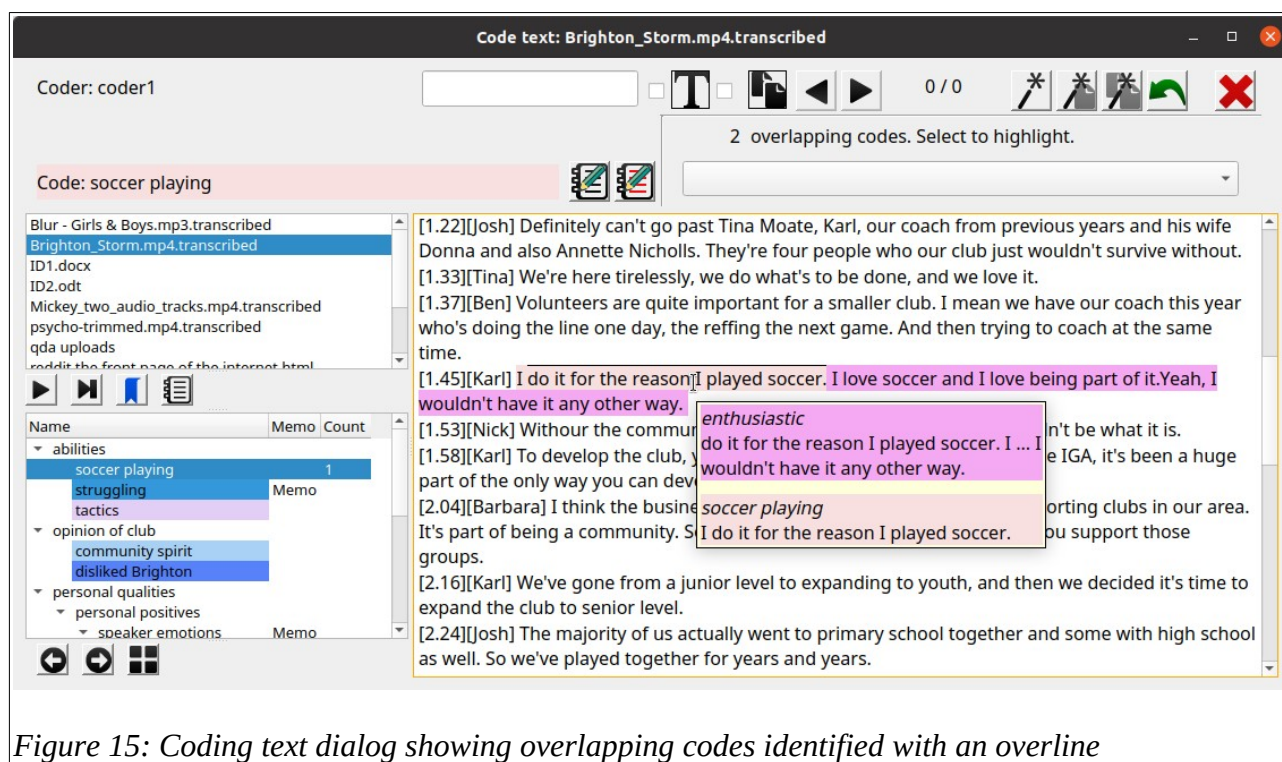 Code text: Brighton_Storm.mp4.transcribed
Coder: coder1
T
0 / 0
2 overlapping codes. Select to highlight.
Code: soccer playing
Blur - Girls & Boys.mp3.transcribed
Brighton_Storm.mp4.transcribed
ID1.docx
ID2.odt
Mickey_two_audio_tracks.mp4.transcribed
psycho-trimmed.mp4.transcribed
qda uploads
reddit the front page of the internet.html
Name Memo Count
abilities
soccer playing 1
struggling Memo
tactics
opinion of club
community spirit
disliked Brighton
personal qualities
personal positives
speaker emotions Memo
[1.22][Josh] Definitely can't go past Tina Moate, Karl, our coach from previous years and his wife
Donna and also Annette Nicholls. They're four people who our club just wouldn't survive without.
[1.33][Tina] We're here tirelessly, we do what's to be done, and we love it.
[1.37][Ben] Volunteers are quite important for a smaller club. I mean we have our coach this year
who's doing the line one day, the reffing the next game. And then trying to coach at the same
time.
[1.45][Karl] I do it for the reason I played soccer. I love soccer and I love being part of it.Yeah, I
wouldn't have it any other way.
[1.53][Nick] Withour the commun't be what it is.
[1.58][Karl] To develop the club, e IGA, it's been a huge
part of the only way you can dev
[2.04][Barbara] I think the busine orting clubs in our area.
It's part of being a community. S ou support those
groups.
[2.16][Karl] We've gone from a junior level to expanding to youth, and then we decided it's time to
expand the club to senior level.
[2.24][Josh] The majority of us actually went to primary school together and some with high school
as well. So we've played together for years and years.
enthusiastic
do it for the reason I played soccer. I ... I
wouldn't have it any other way.
soccer playing
I do it for the reason I played soccer.
Figure 15: Coding text dialog showing overlapping codes identified with an overline